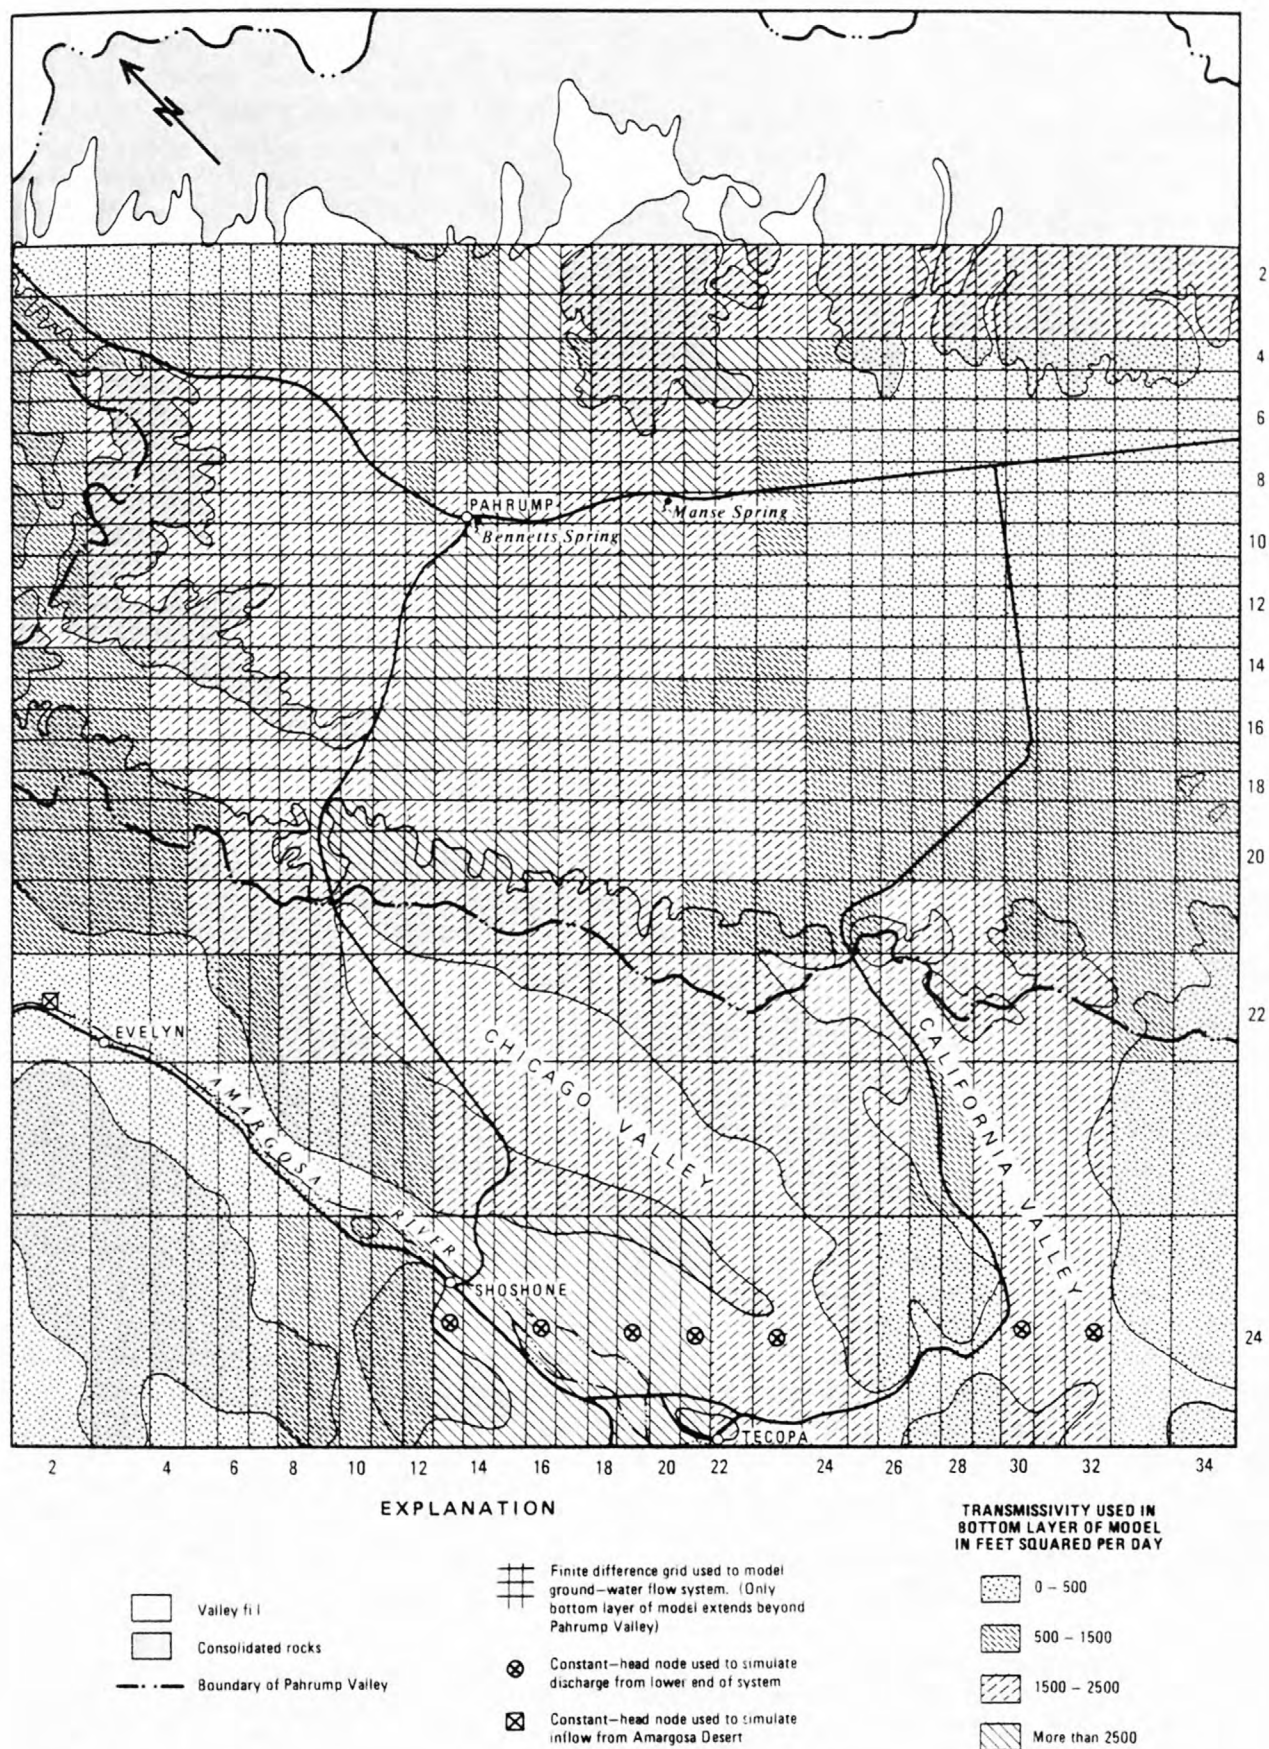 N
2
4
6
8
PAHRUMP
Manse Spring
Bennetts Spring
10
12
14
16
18
20
22
EVELYN
CHICAGO VALLEY
CALIFORNIA VALLEY
AMARGOSA RIVER
SHOSHONE
24
TECOPA
2 4 6 8 10 12 14 16 18 20 22 24 26 28 30 32 34
EXPLANATION
Valley fi l
Consolidated rocks
Boundary of Pahrump Valley
Finite difference grid used to model
ground–water flow system. (Only
bottom layer of model extends beyond
Pahrump Valley)
Constant–head node used to simulate
discharge from lower end of system
Constant–head node used to simulate
inflow from Amargosa Desert
TRANSMISSIVITY USED IN
BOTTOM LAYER OF MODEL
IN FEET SQUARED PER DAY
0 – 500
500 – 1500
1500 – 2500
More than 2500